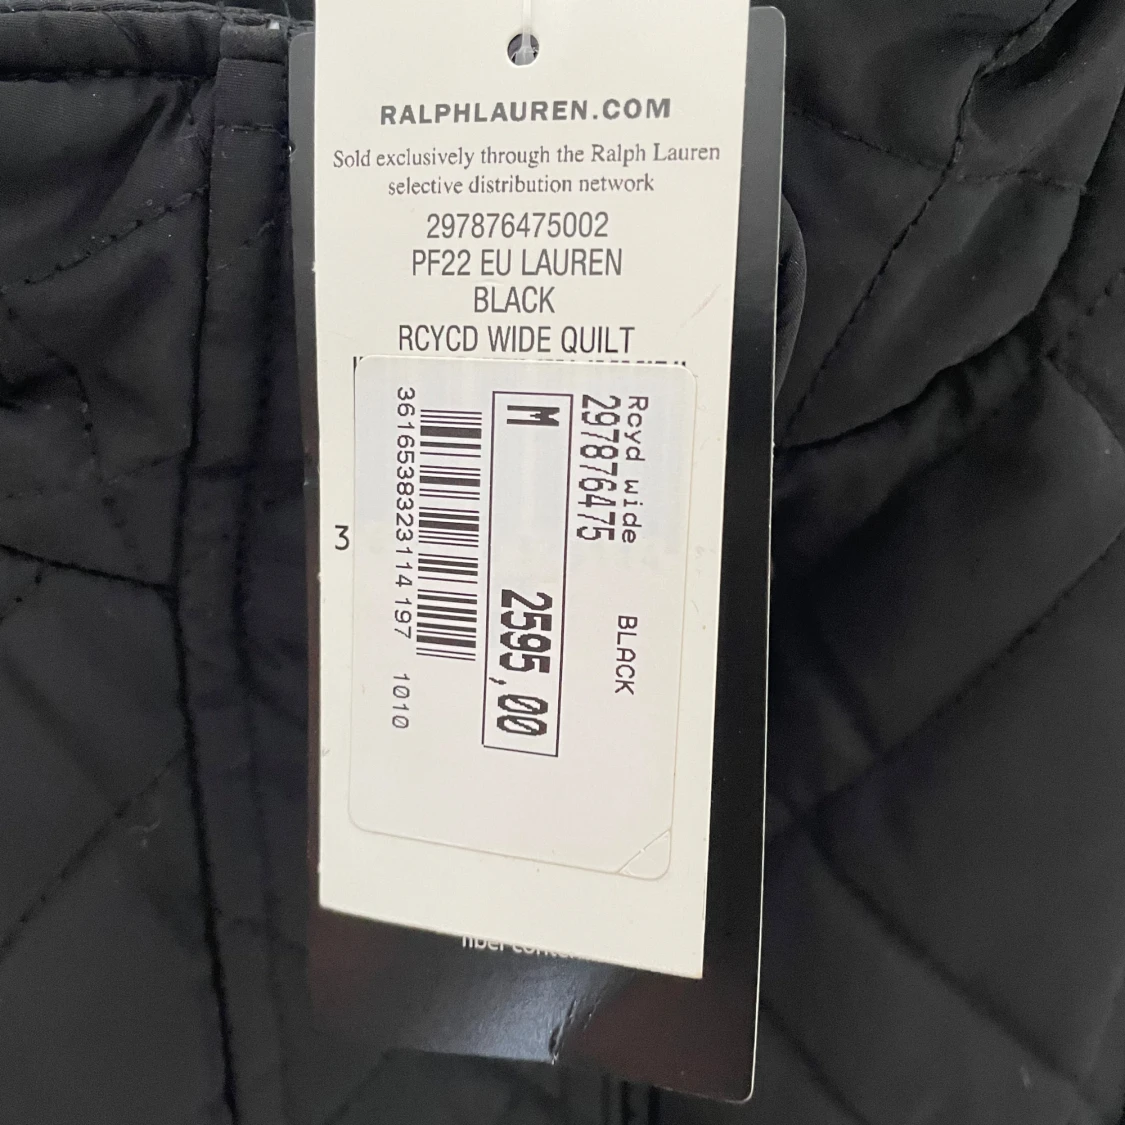 RALPHLAUREN.COM
Sold exclusively through the Ralph Lauren
selective distribution network
297876475002
PF22 EU LAUREN
BLACK
RCYCD WIDE QUILT
Rcyd wide BLACK
297876475
M 2595,00
3616538323114 197 1010
3
fiber